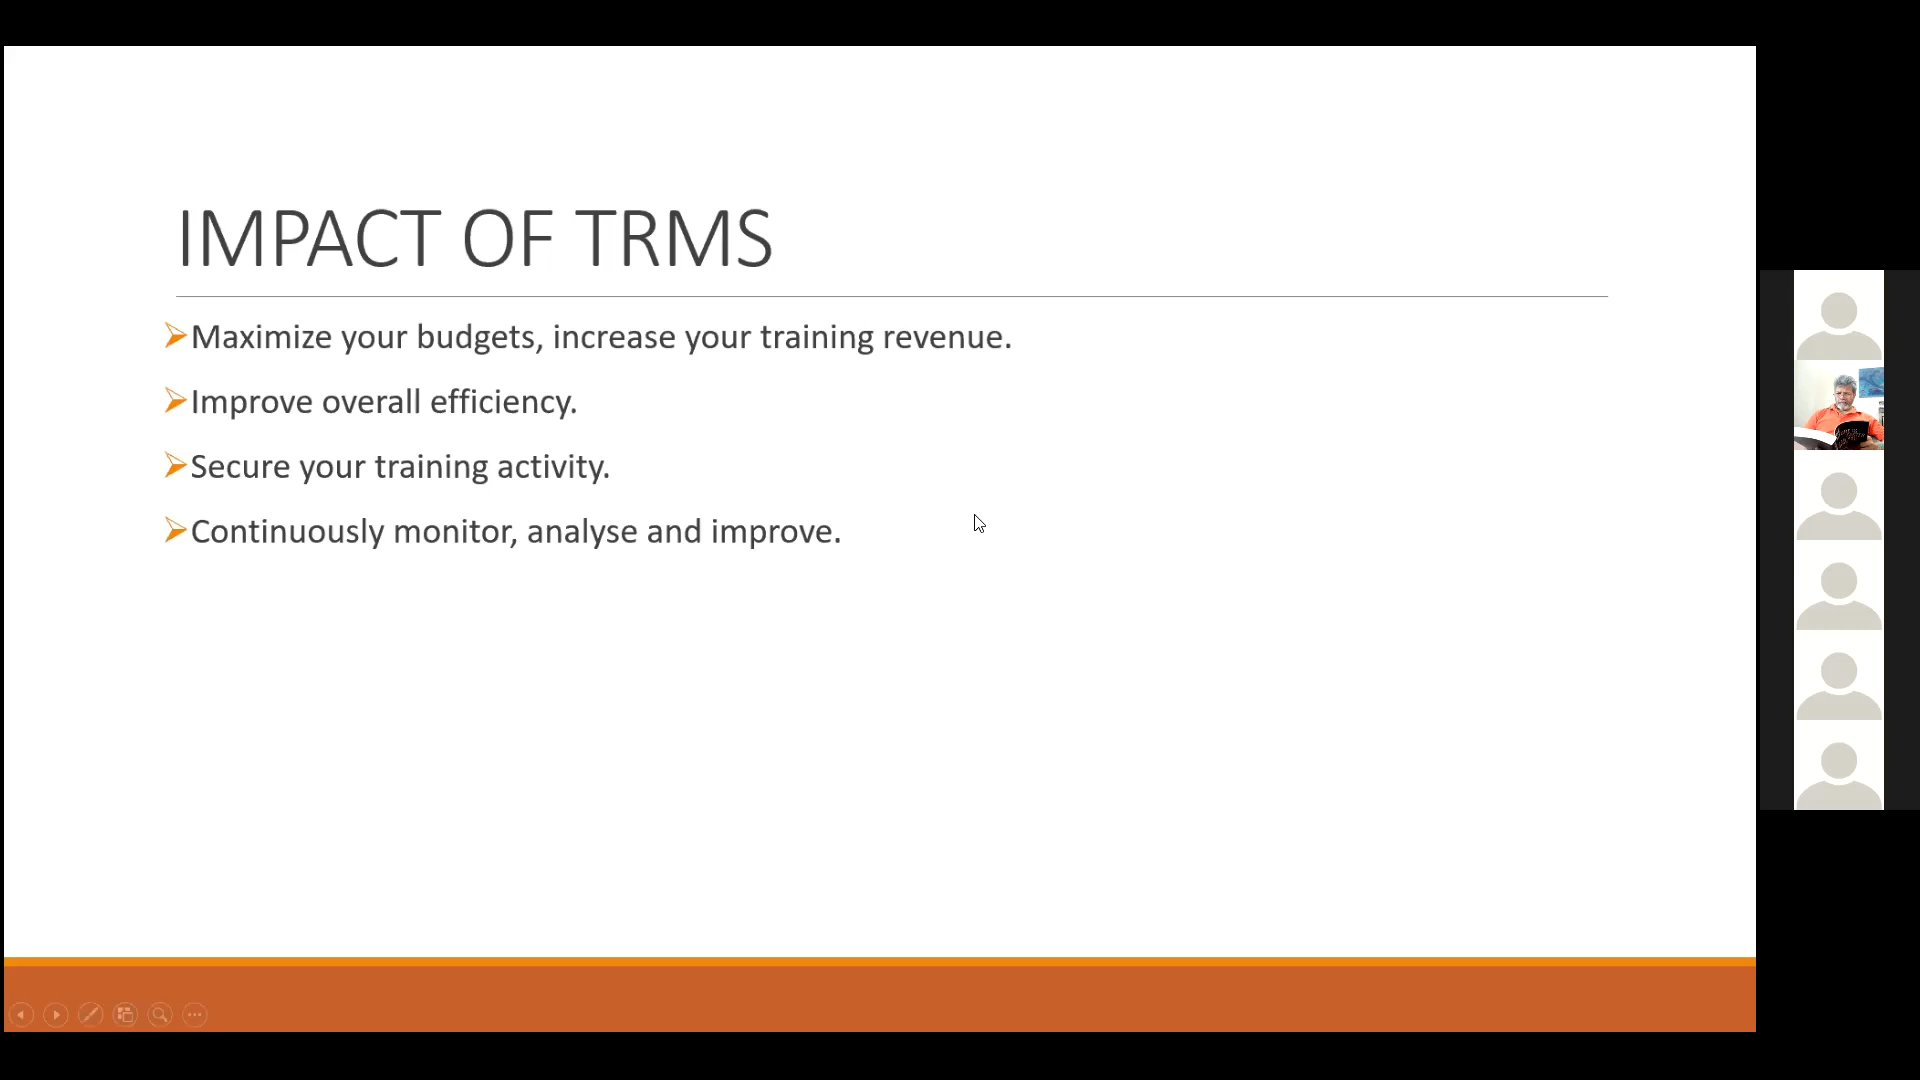 IMPACT OF TRMS
Maximize your budgets, increase your training revenue.
Improve overall efficiency.
Secure your training activity.
Continuously monitor, analyse and improve.